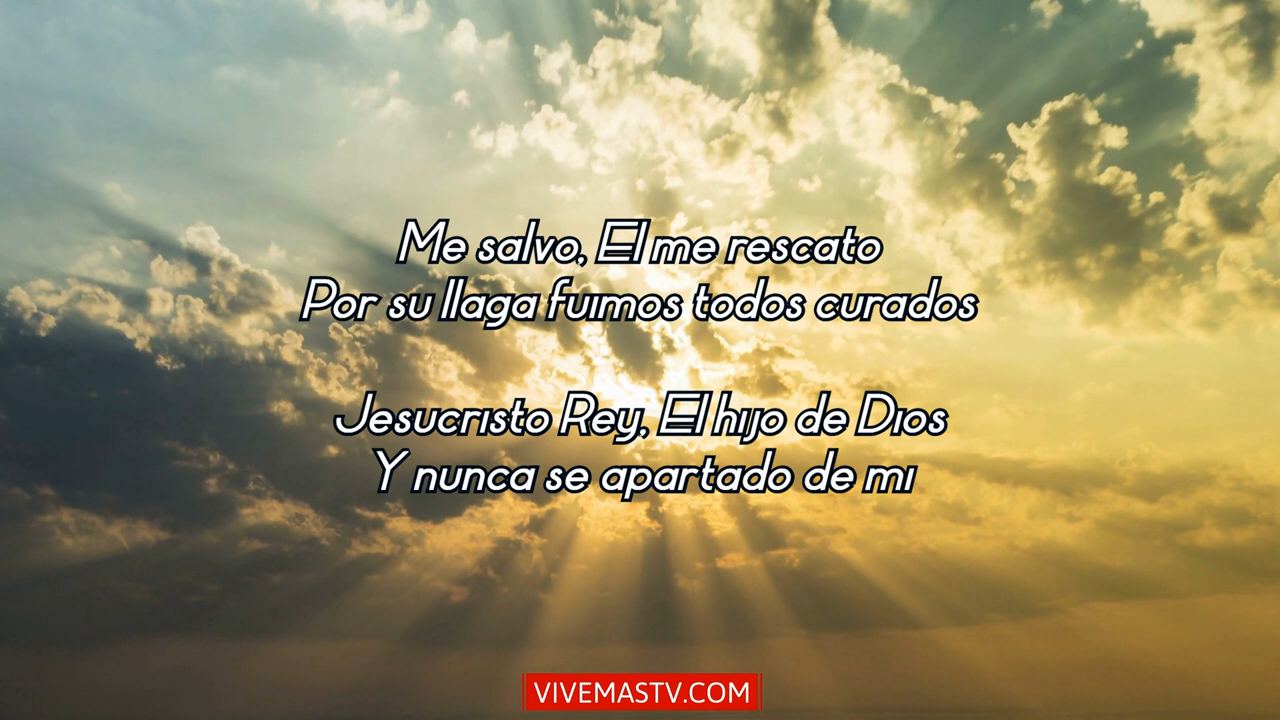 Me salvo, El me rescato
Por su llaga fuimos todos curados
Jesucristo Rey, El hijo de Dios
Y nunca se apartado de mi
VIVEMASTV.COM